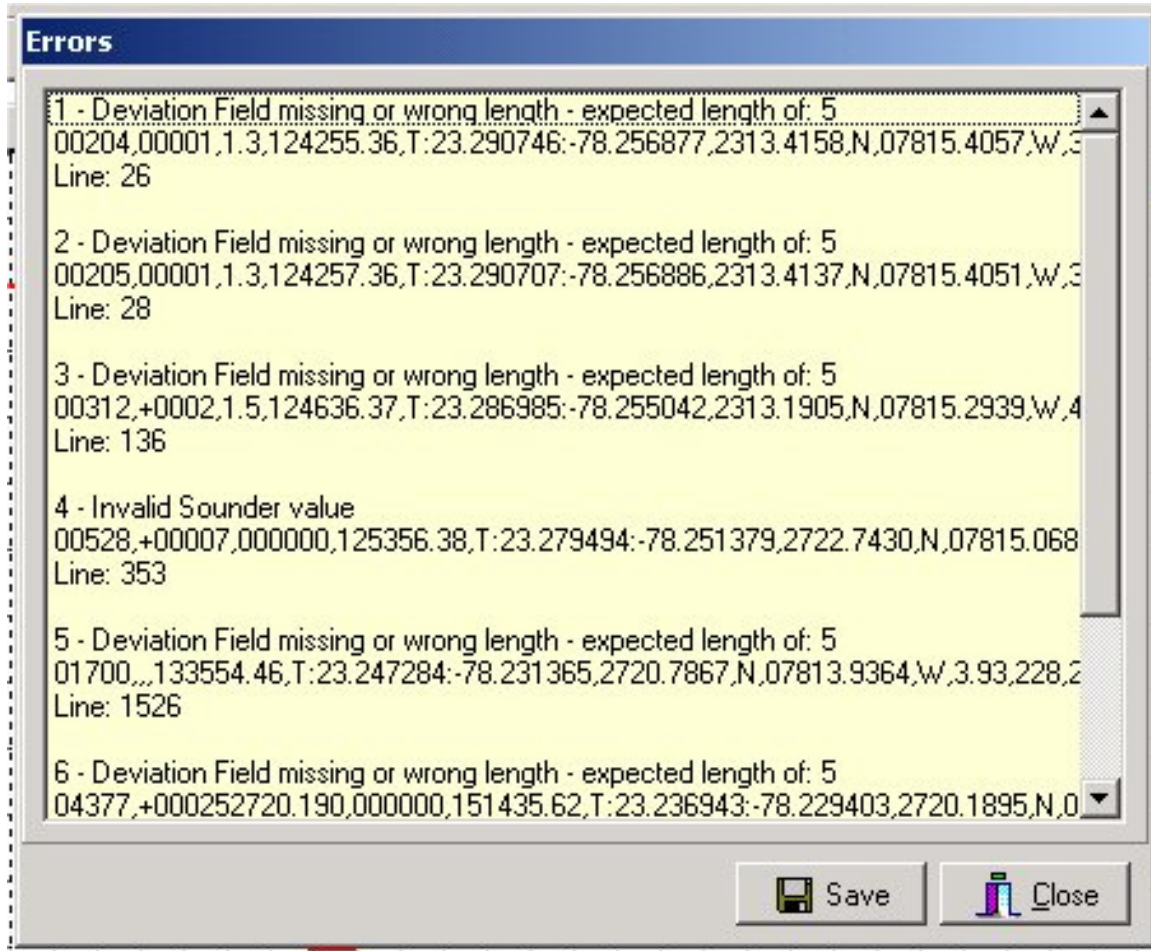 Errors
1 - Deviation Field missing or wrong length - expected length of: 5
00204,00001,1.3,124255.36,T:23.290746:-78.256877,2313.4158,N,07815.4057,W,3
Line: 26
2 - Deviation Field missing or wrong length - expected length of: 5
00205,00001,1.3,124257.36,T:23.290707:-78.256886,2313.4137,N,07815.4051,W,3
Line: 28
3 - Deviation Field missing or wrong length - expected length of: 5
00312,+0002,1.5,124636.37,T:23.286985:-78.255042,2313.1905,N,07815.2939,W,4
Line: 136
4 - Invalid Sounder value
00528,+00007,000000,125356.38,T:23.279494:-78.251379,2722.7430,N,07815.068
Line: 353
5 - Deviation Field missing or wrong length - expected length of: 5
01700,,,133554.46,T:23.247284:-78.231365,2720.7867,N,07813.9364,W,3.93,228,2
Line: 1526
6 - Deviation Field missing or wrong length - expected length of: 5
04377,+000252720.190,000000,151435.62,T:23.236943:-78.229403,2720.1895,N,0
Save
Close